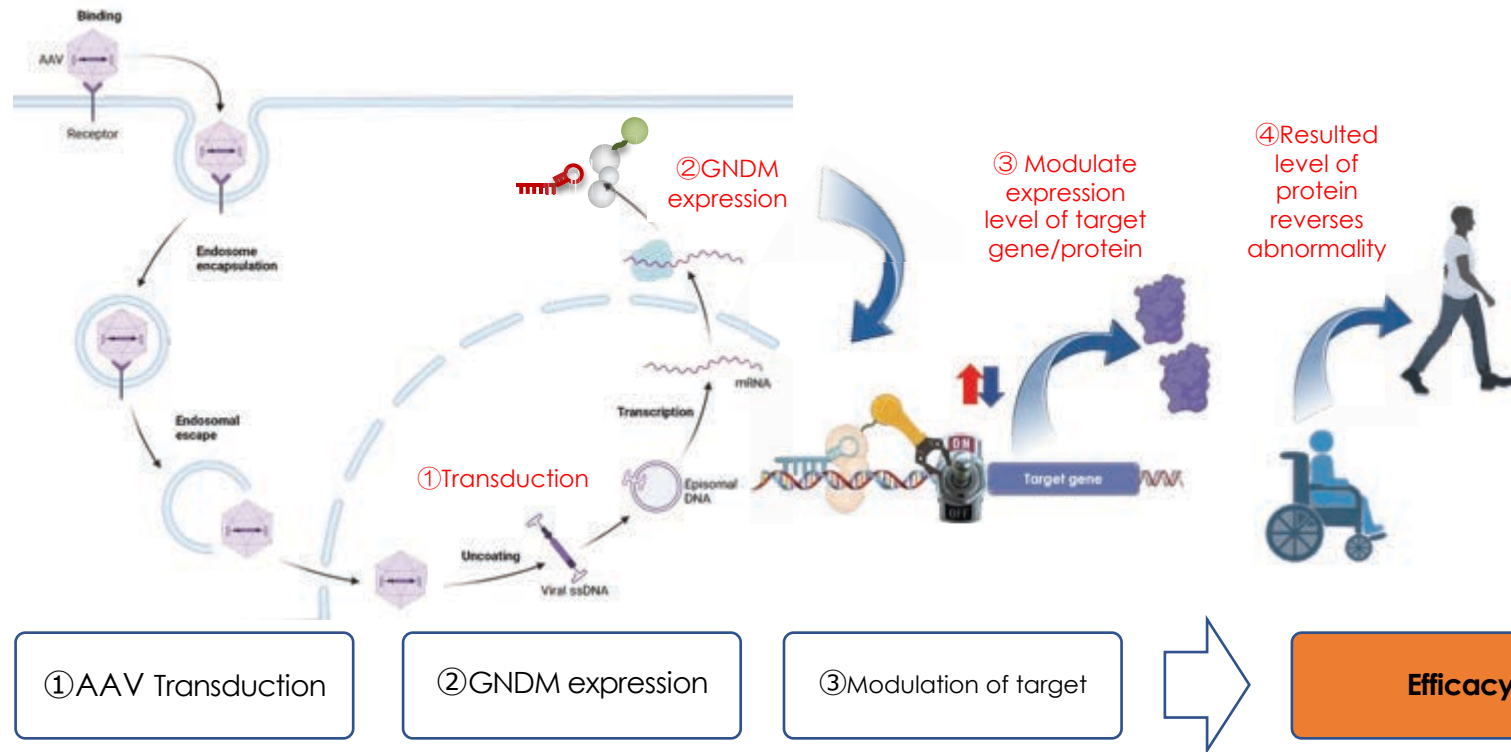 Binding
AAV
Receptor
Endosome
encapsulation
Endosomal
escape
①Transduction
Uncoating
Viral ssDNA
Episomal
DNA
Transcription
mRNA
②GNDM
expression
③ Modulate
expression
level of target
gene/protein
ON
OFF
Target gene
④Resulted
level of
protein
reverses
abnormality
①AAV Transduction
②GNDM expression
③Modulation of target
Efficacy